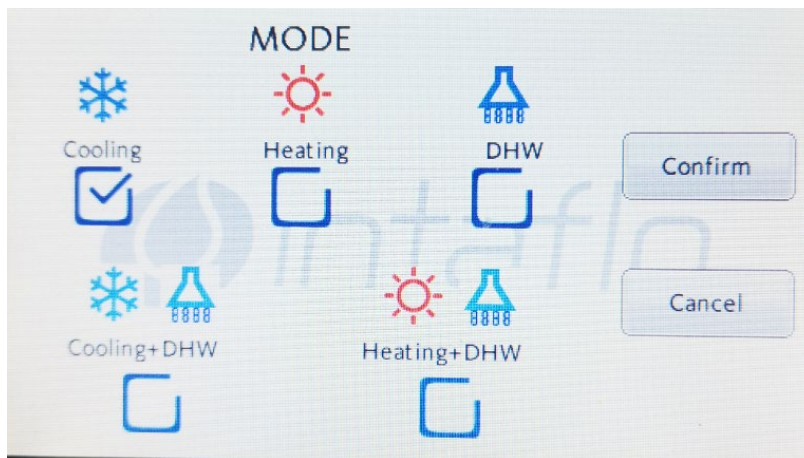 MODE
Cooling
Heating
DHW
Confirm
intaflo
Cooling+DHW
Heating+DHW
Cancel